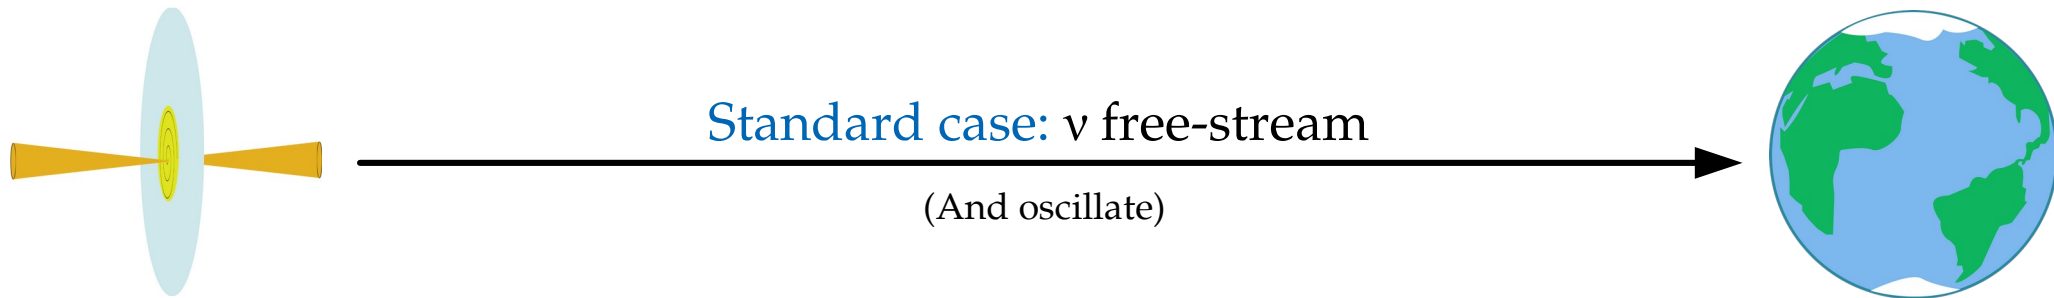 Standard case: ν free-stream
(And oscillate)